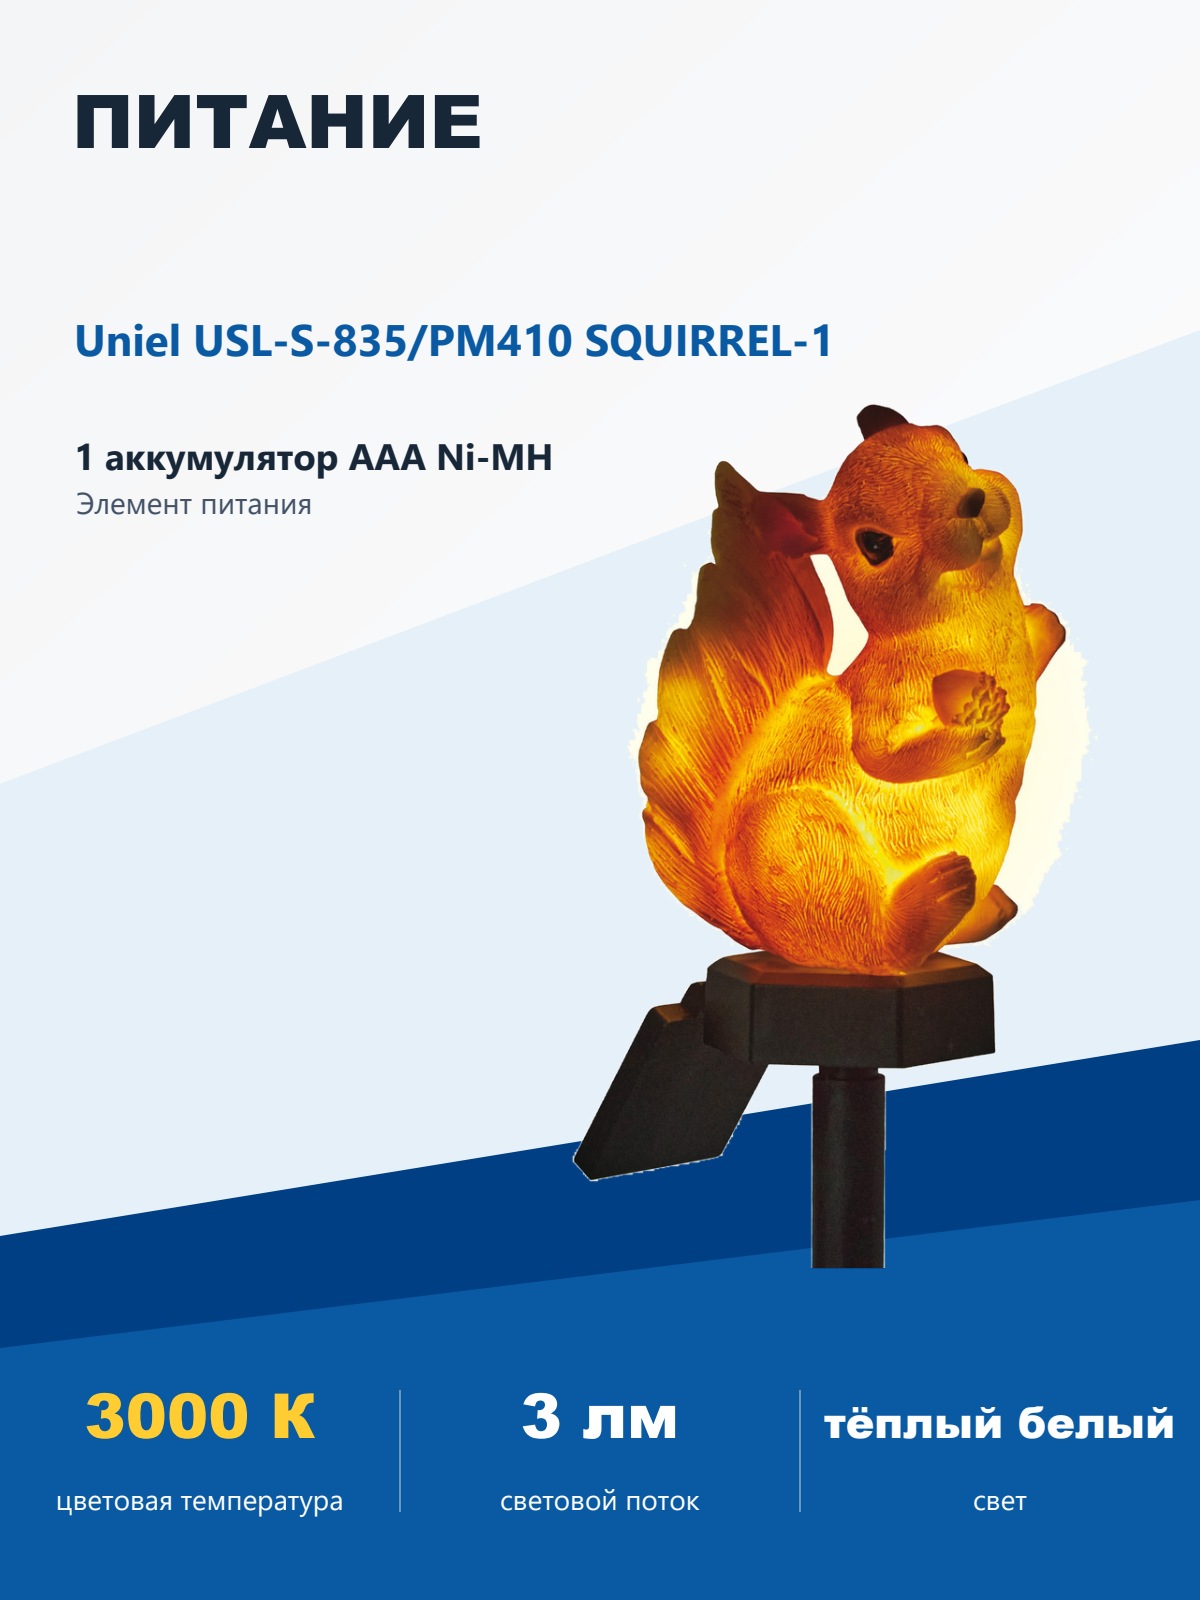 ПИТАНИЕ
Uniel USL-S-835/PM410 SQUIRREL-1
1 аккумулятор AAA Ni-MH
Элемент питания
3000 К
3 лм
тёплый белый
цветовая температура
световой поток
свет